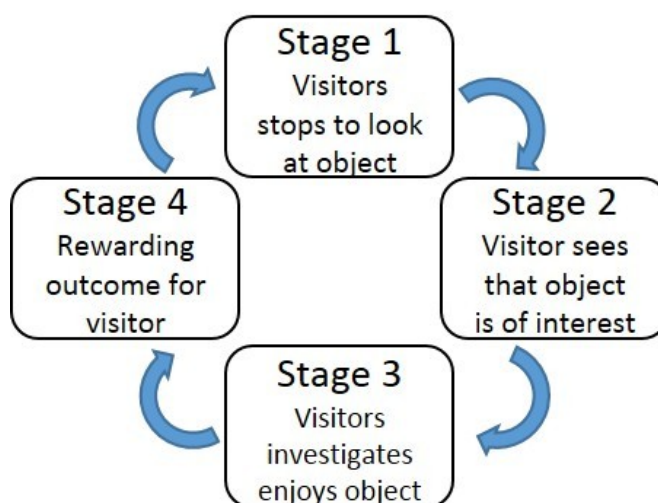 Stage 1
Visitors
stops to look
at object
Stage 2
Visitor sees
that object
is of interest
Stage 3
Visitors
investigates
enjoys object
Stage 4
Rewarding
outcome for
visitor